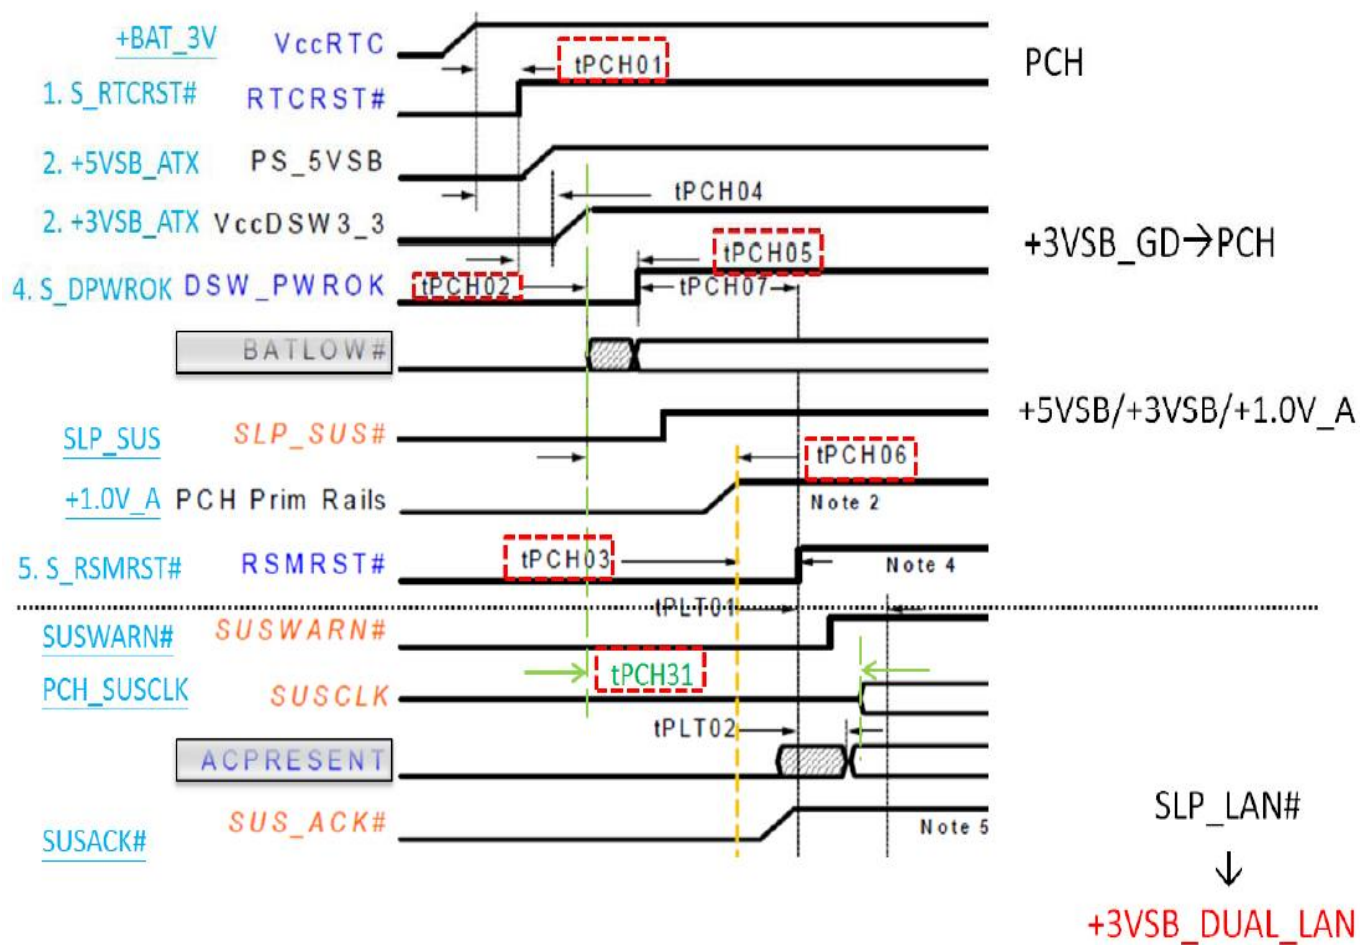 +BAT_3V VccRTC
tPCH01 PCH
1. S_RTCRST# RTCRST#
2. +5VSB_ATX PS_5VSB
tPCH04
2. +3VSB_ATX VccDSW3_3
tPCH05 +3VSB_GD→PCH
4. S_DPWROK DSW_PWROK tPCH02 tPCH07
BATLOW#
+5VSB/+3VSB/+1.0V_A
SLP_SUS SLP_SUS#
tPCH06
+1.0V_A PCH Prim Rails Note 2
5. S_RSMRST# RSMRST# tPCH03 Note 4
tPLT01
SUSWARN# SUSWARN#
tPCH31
PCH_SUSCLK SUSCLK
tPLT02
ACPRESENT
SLP_LAN#
SUSACK# SUS_ACK# Note 5
↓
+3VSB_DUAL_LAN